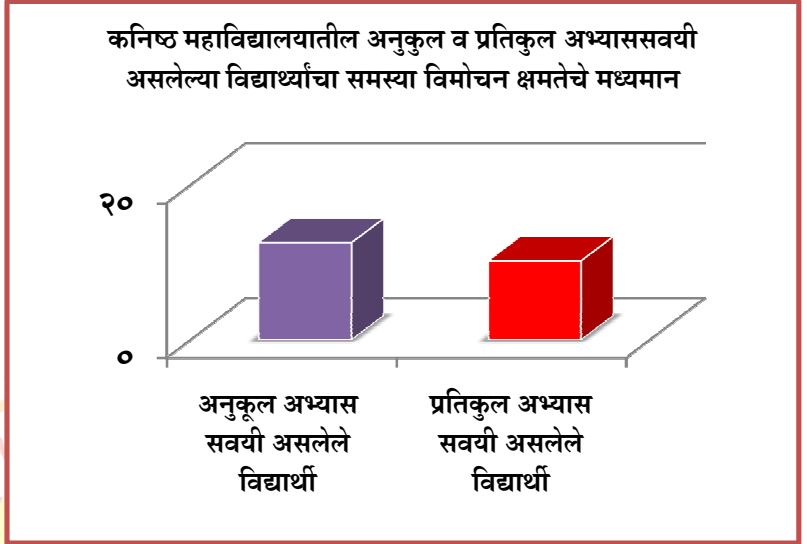 कनिष्ठ महाविद्यालयातील अनुकुल व प्रतिकुल अभ्याससवयी
असलेल्या विद्यार्थ्यांचा समस्या विमोचन क्षमतेचे मध्यमान
२०
०
अनुकूल अभ्यास
सवयी असलेले
विद्यार्थी
प्रतिकुल अभ्यास
सवयी असलेले
विद्यार्थी